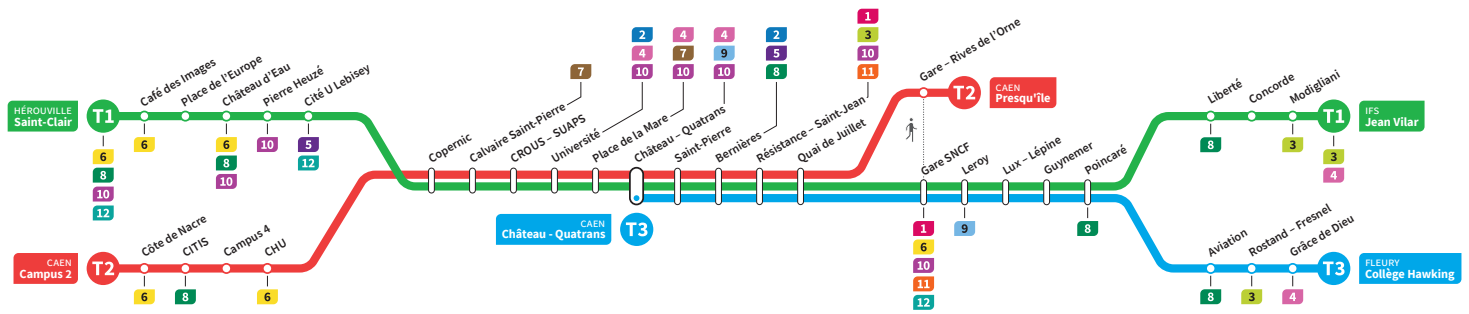 HÉROUVILLE
Saint-Clair
T1
6
8
10
12
Café des Images
6
Place de l'Europe
Château d'Eau
6
8
10
Pierre Heuzé
10
Cité U Lebisey
5
12
CAEN
Campus 2
T2
Côte de Nacre
6
CITIS
8
Campus 4
CHU
6
Copernic
Calvaire Saint-Pierre
7
CROUS – SUAPS
Université
2
4
10
Place de la Mare
4
7
10
Château – Quatrans
4
9
10
CAEN
Château - Quatrans
T3
Saint-Pierre
Bernières
2
5
8
Résistance – Saint-Jean
1
3
10
11
Quai de Juillet
Gare – Rives de l'Orne
T2
CAEN
Presqu'île
Gare SNCF
1
6
10
11
12
Leroy
9
Lux – Lépine
Guynemer
Poincaré
8
Liberté
8
Concorde
Modigliani
3
T1
3
4
IFS
Jean Vilar
Aviation
8
Rostand – Fresnel
3
Grâce de Dieu
4
T3
FLEURY
Collège Hawking